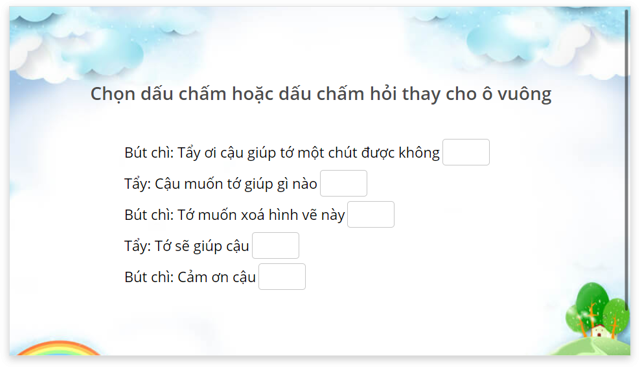 Chọn dấu chấm hoặc dấu chấm hỏi thay cho ô vuông
Bút chì: Tẩy ơi cậu giúp tớ một chút được không
Tẩy: Cậu muốn tớ giúp gì nào
Bút chì: Tớ muốn xoá hình vẽ này
Tẩy: Tớ sẽ giúp cậu
Bút chì: Cảm ơn cậu